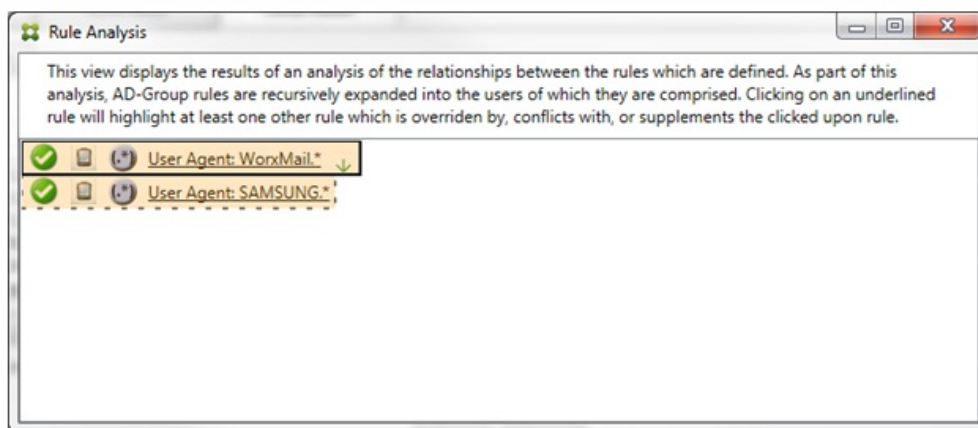 Rule Analysis
This view displays the results of an analysis of the relationships between the rules which are defined. As part of this
analysis, AD-Group rules are recursively expanded into the users of which they are comprised. Clicking on an underlined
rule will highlight at least one other rule which is overriden by, conflicts with, or supplements the clicked upon rule.
(.*) User Agent: WorxMail.*
(.*) User Agent: SAMSUNG.*